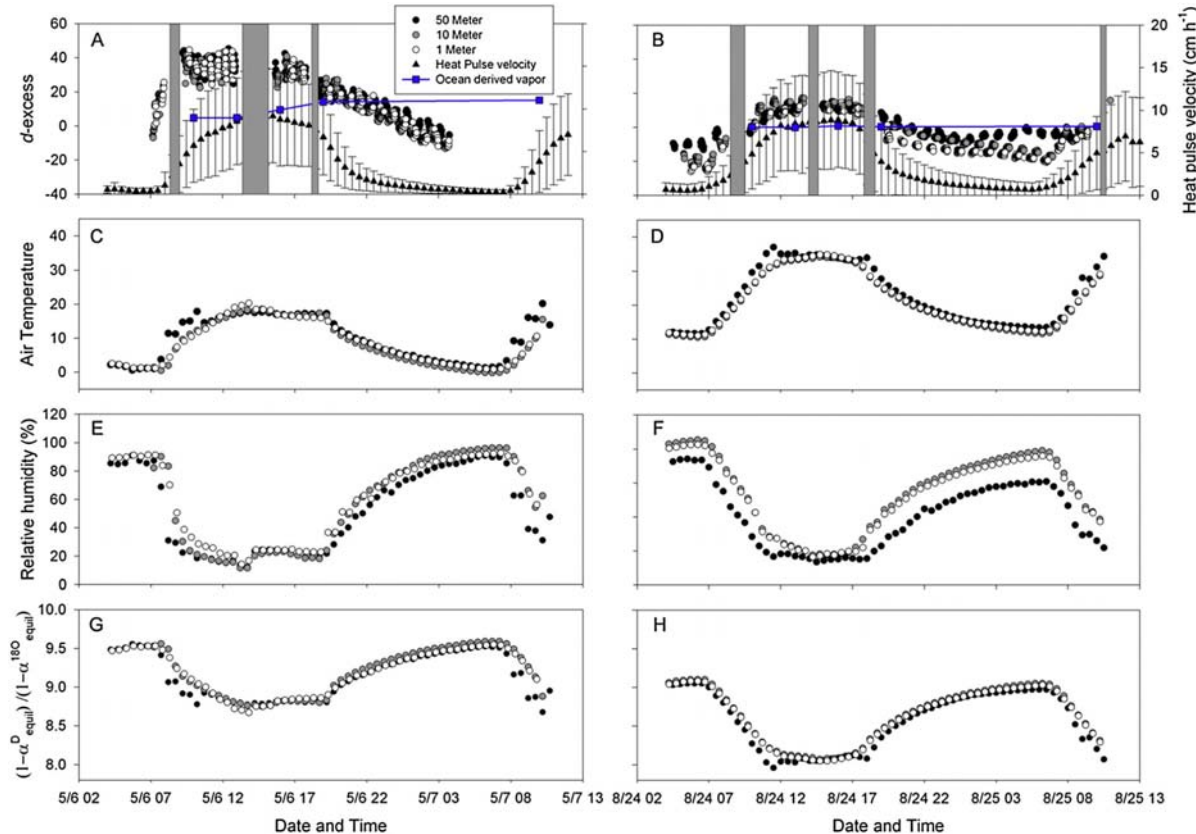 50 Meter
10 Meter
1 Meter
Heat Pulse velocity
Ocean derived vapor
A
d-excess
60
40
20
0
-20
-40
B
20
15
10
5
0
Heat pulse velocity (cm h⁻¹)
C
Air Temperature
40
30
20
10
0
D
E
Relative humidity (%)
120
100
80
60
40
20
0
F
G
(1-αᴰequil)/(1-α¹⁸ᴼequil)
9.5
9.0
8.5
8.0
H
5/6 02 5/6 07 5/6 12 5/6 17 5/6 22 5/7 03 5/7 08 5/7 13
8/24 02 8/24 07 8/24 12 8/24 17 8/24 22 8/25 03 8/25 08 8/25 13
Date and Time
Date and Time